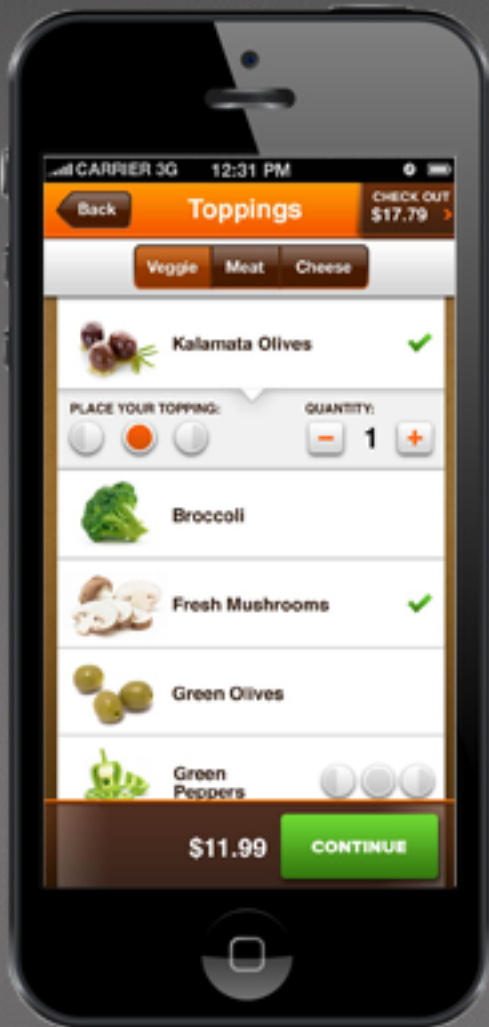 CARRIER 3G 12:31 PM
Back
Toppings
CHECK OUT
$17.79 >
Veggie Meat Cheese
Kalamata Olives
PLACE YOUR TOPPING:
QUANTITY:
- 1 +
Broccoli
Fresh Mushrooms
Green Olives
Green
Peppers
$11.99
CONTINUE